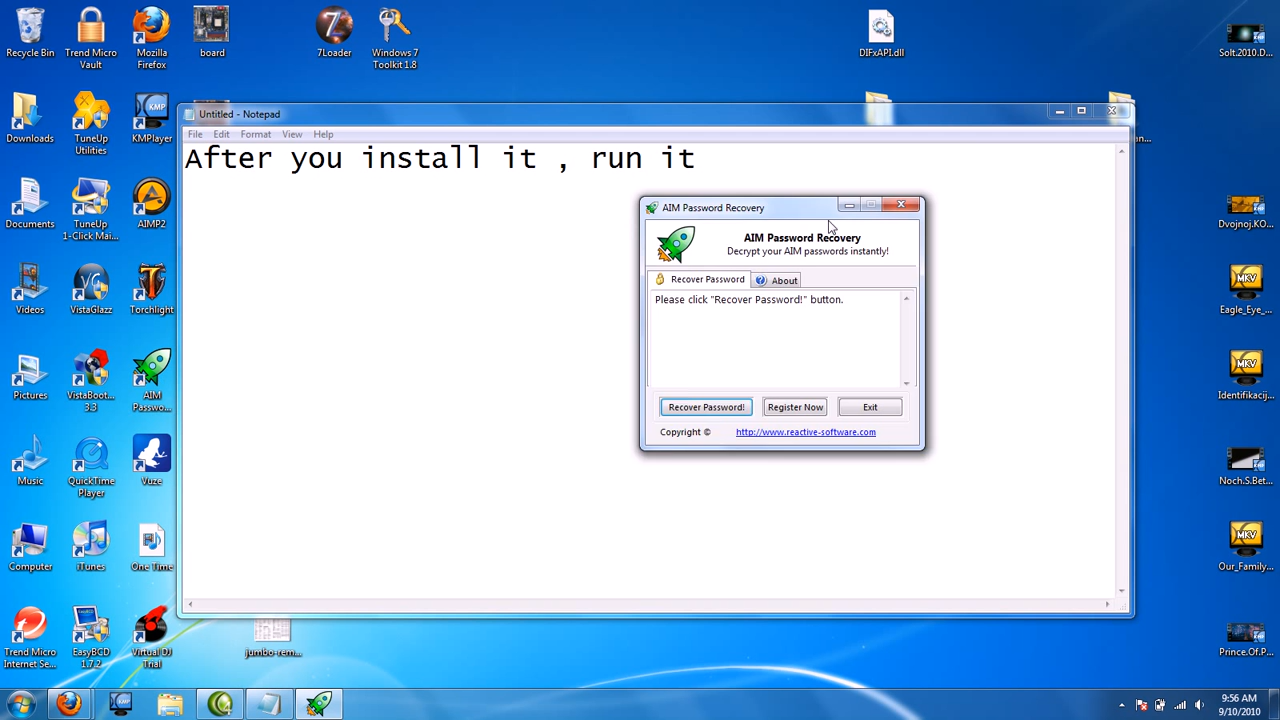 Recycle Bin
Trend Micro
Vault
Mozilla
Firefox
board
7Loader
Windows 7
Toolkit 1.8
DIFxAPI.dll
Solt.2010.D...
Downloads
TuneUp
Utilities
KMPlayer
Documents
TuneUp
1-Click Mai...
AIMP2
Dvojnoj.KO...
Videos
VistaGlazz
Torchlight
MKV
Eagle_Eye_...
Pictures
VistaBoot...
3.3
AIM
Passwo...
MKV
Identifikacij...
Music
QuickTime
Player
Vuze
Noch.S.Bet...
Computer
iTunes
One Time
MKV
Our_Family...
Trend Micro
Internet Se...
EasyBCD
1.7.2
Virtual DJ
Trial
jumbo-rem...
Prince.Of.P...
Untitled - Notepad
File Edit Format View Help
After you install it , run it
AIM Password Recovery
AIM Password Recovery
Decrypt your AIM passwords instantly!
Recover Password About
Please click "Recover Password!" button.
Recover Password! Register Now Exit
Copyright © http://www.reactive-software.com
9:56 AM
9/10/2010